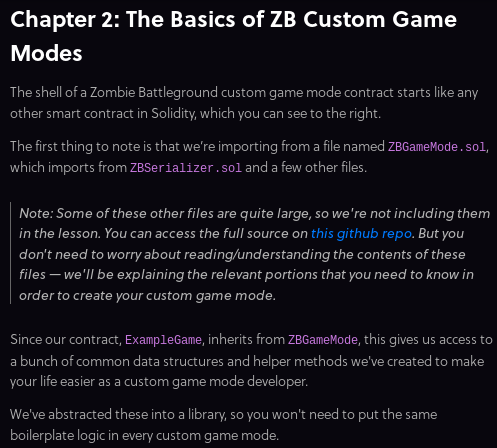 Chapter 2: The Basics of ZB Custom Game
Modes
The shell of a Zombie Battleground custom game mode contract starts like any
other smart contract in Solidity, which you can see to the right.
The first thing to note is that we're importing from a file named ZBGameMode.sol,
which imports from ZBSerializer.sol and a few other files.
Note: Some of these other files are quite large, so we're not including them
in the lesson. You can access the full source on this github repo. But you
don't need to worry about reading/understanding the contents of these
files — we'll be explaining the relevant portions that you need to know in
order to create your custom game mode.
Since our contract, ExampleGame, inherits from ZBGameMode, this gives us access to
a bunch of common data structures and helper methods we've created to make
your life easier as a custom game mode developer.
We've abstracted these into a library, so you won't need to put the same
boilerplate logic in every custom game mode.